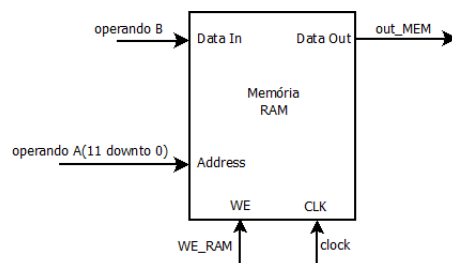 operando B
out_MEM
Data In
Data Out
Memória
RAM
operando A(11 downto 0)
Address
WE
CLK
WE_RAM
clock